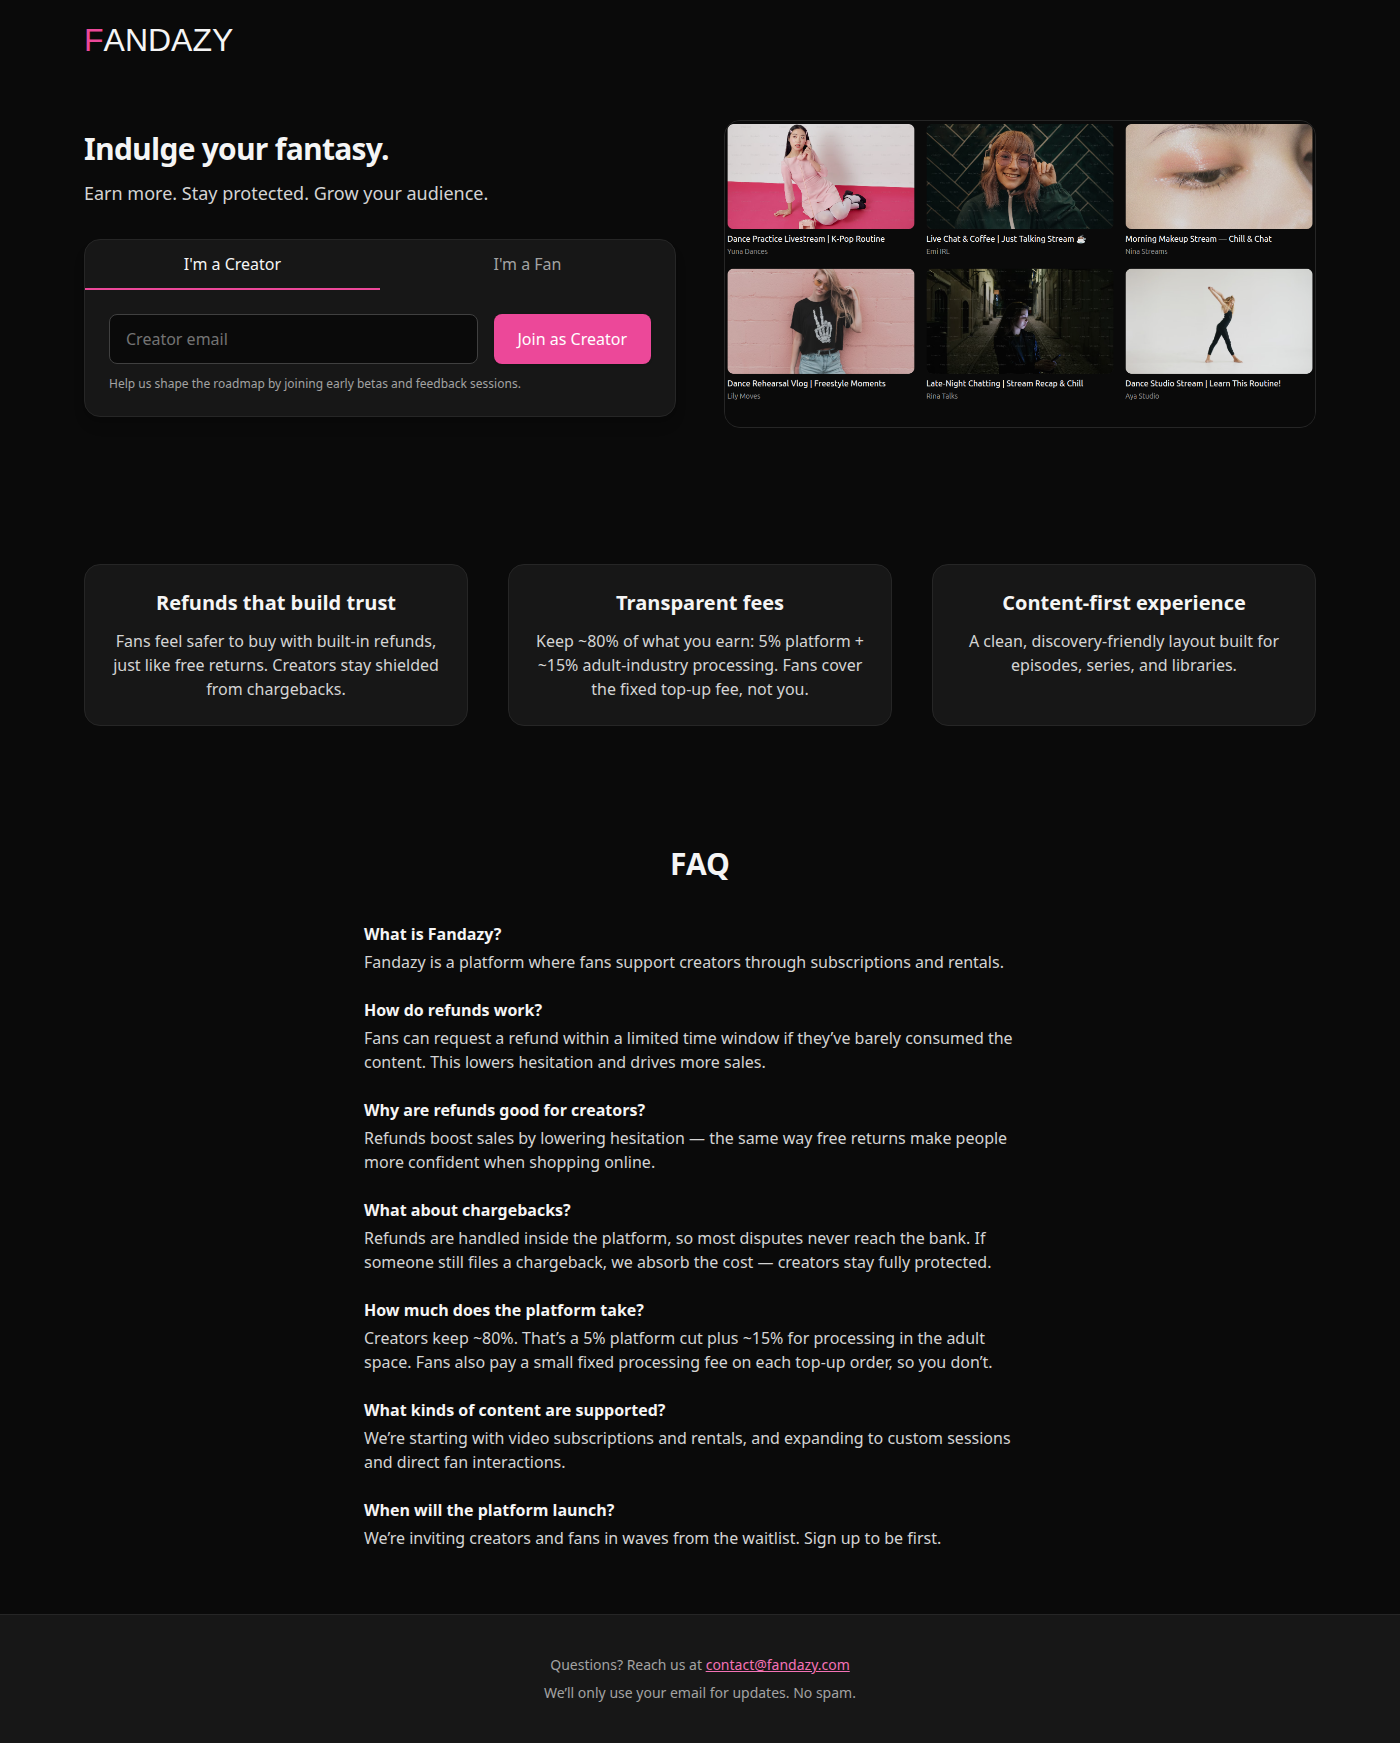 FANDAZY
Indulge your fantasy.
Earn more. Stay protected. Grow your audience.
I'm a Creator
I'm a Fan
Creator email
Join as Creator
Help us shape the roadmap by joining early betas and feedback sessions.
Dance Practice Livestream | K-Pop Routine
Yuna Dances
Live Chat & Coffee | Just Talking Stream ☕
Emi IRL
Morning Makeup Stream — Chill & Chat
Nina Streams
Dance Rehearsal Vlog | Freestyle Moments
Lily Moves
Late-Night Chatting | Stream Recap & Chill
Rina Talks
Dance Studio Stream | Learn This Routine!
Aya Studio
Refunds that build trust
Fans feel safer to buy with built-in refunds,
just like free returns. Creators stay shielded
from chargebacks.
Transparent fees
Keep ~80% of what you earn: 5% platform +
~15% adult-industry processing. Fans cover
the fixed top-up fee, not you.
Content-first experience
A clean, discovery-friendly layout built for
episodes, series, and libraries.
FAQ
What is Fandazy?
Fandazy is a platform where fans support creators through subscriptions and rentals.
How do refunds work?
Fans can request a refund within a limited time window if they’ve barely consumed the
content. This lowers hesitation and drives more sales.
Why are refunds good for creators?
Refunds boost sales by lowering hesitation — the same way free returns make people
more confident when shopping online.
What about chargebacks?
Refunds are handled inside the platform, so most disputes never reach the bank. If
someone still files a chargeback, we absorb the cost — creators stay fully protected.
How much does the platform take?
Creators keep ~80%. That’s a 5% platform cut plus ~15% for processing in the adult
space. Fans also pay a small fixed processing fee on each top-up order, so you don’t.
What kinds of content are supported?
We’re starting with video subscriptions and rentals, and expanding to custom sessions
and direct fan interactions.
When will the platform launch?
We’re inviting creators and fans in waves from the waitlist. Sign up to be first.
Questions? Reach us at contact@fandazy.com
We’ll only use your email for updates. No spam.